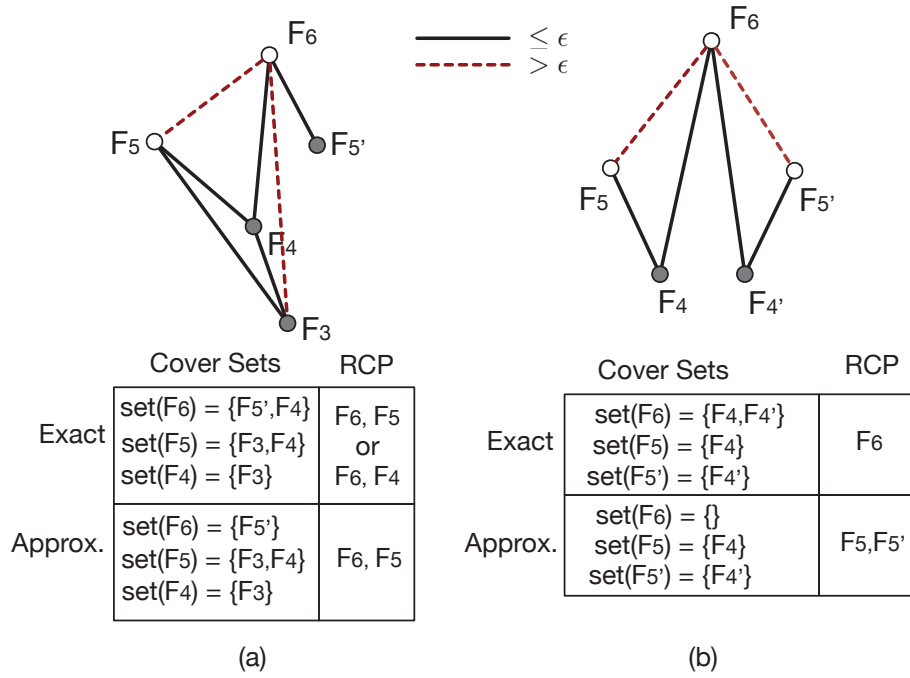 F6
≤ ϵ
> ϵ
F5
F5'
F4
F3
F6
F5
F5'
F4
F4'
Cover Sets RCP
Exact
set(F6) = {F5',F4}
set(F5) = {F3,F4}
set(F4) = {F3}
F6, F5
or
F6, F4
Approx.
set(F6) = {F5'}
set(F5) = {F3,F4}
set(F4) = {F3}
F6, F5
(a)
Cover Sets RCP
Exact
set(F6) = {F4,F4'}
set(F5) = {F4}
set(F5') = {F4'}
F6
Approx.
set(F6) = {}
set(F5) = {F4}
set(F5') = {F4'}
F5,F5'
(b)